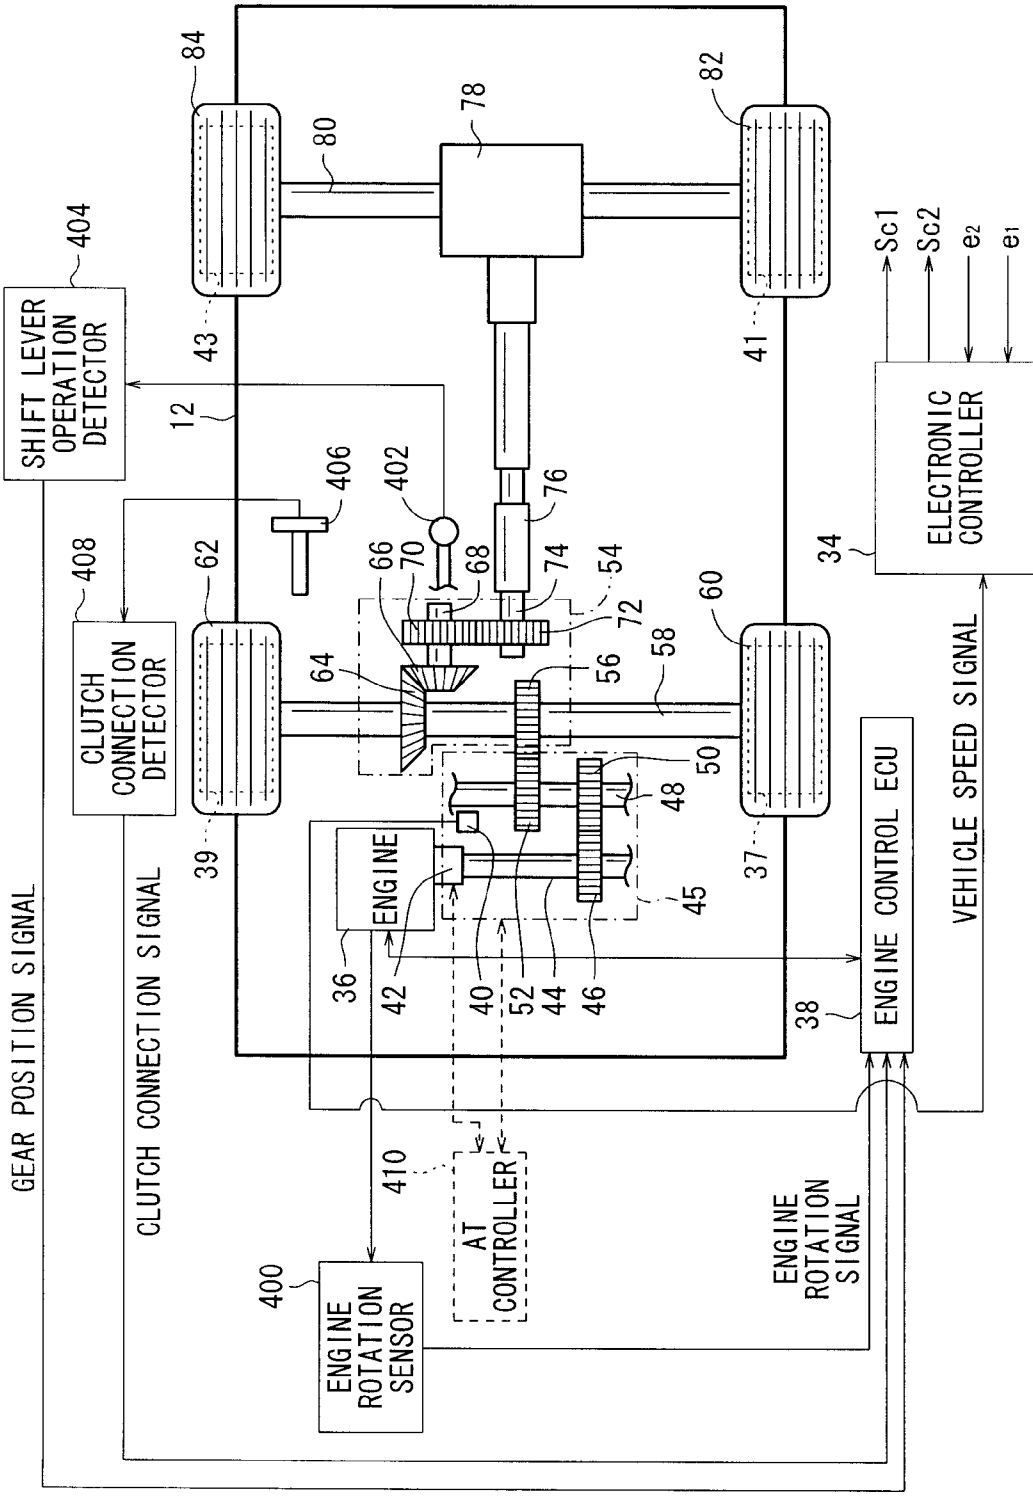 GEAR POSITION SIGNAL
CLUTCH CONNECTION SIGNAL
SHIFT LEVER
OPERATION
DETECTOR
404
CLUTCH
CONNECTION
DETECTOR
408
12
406
402
62
39
84
43
80
78
82
41
60
37
58
36
ENGINE
42
40
52
44
46
45
48
50
56
64
66
70
68
76
74
54
72
400
ENGINE
ROTATION
SENSOR
410
AT
CONTROLLER
ENGINE
ROTATION
SIGNAL
38
ENGINE CONTROL ECU
VEHICLE SPEED SIGNAL
34
ELECTRONIC
CONTROLLER
Sc1
Sc2
e2
e1